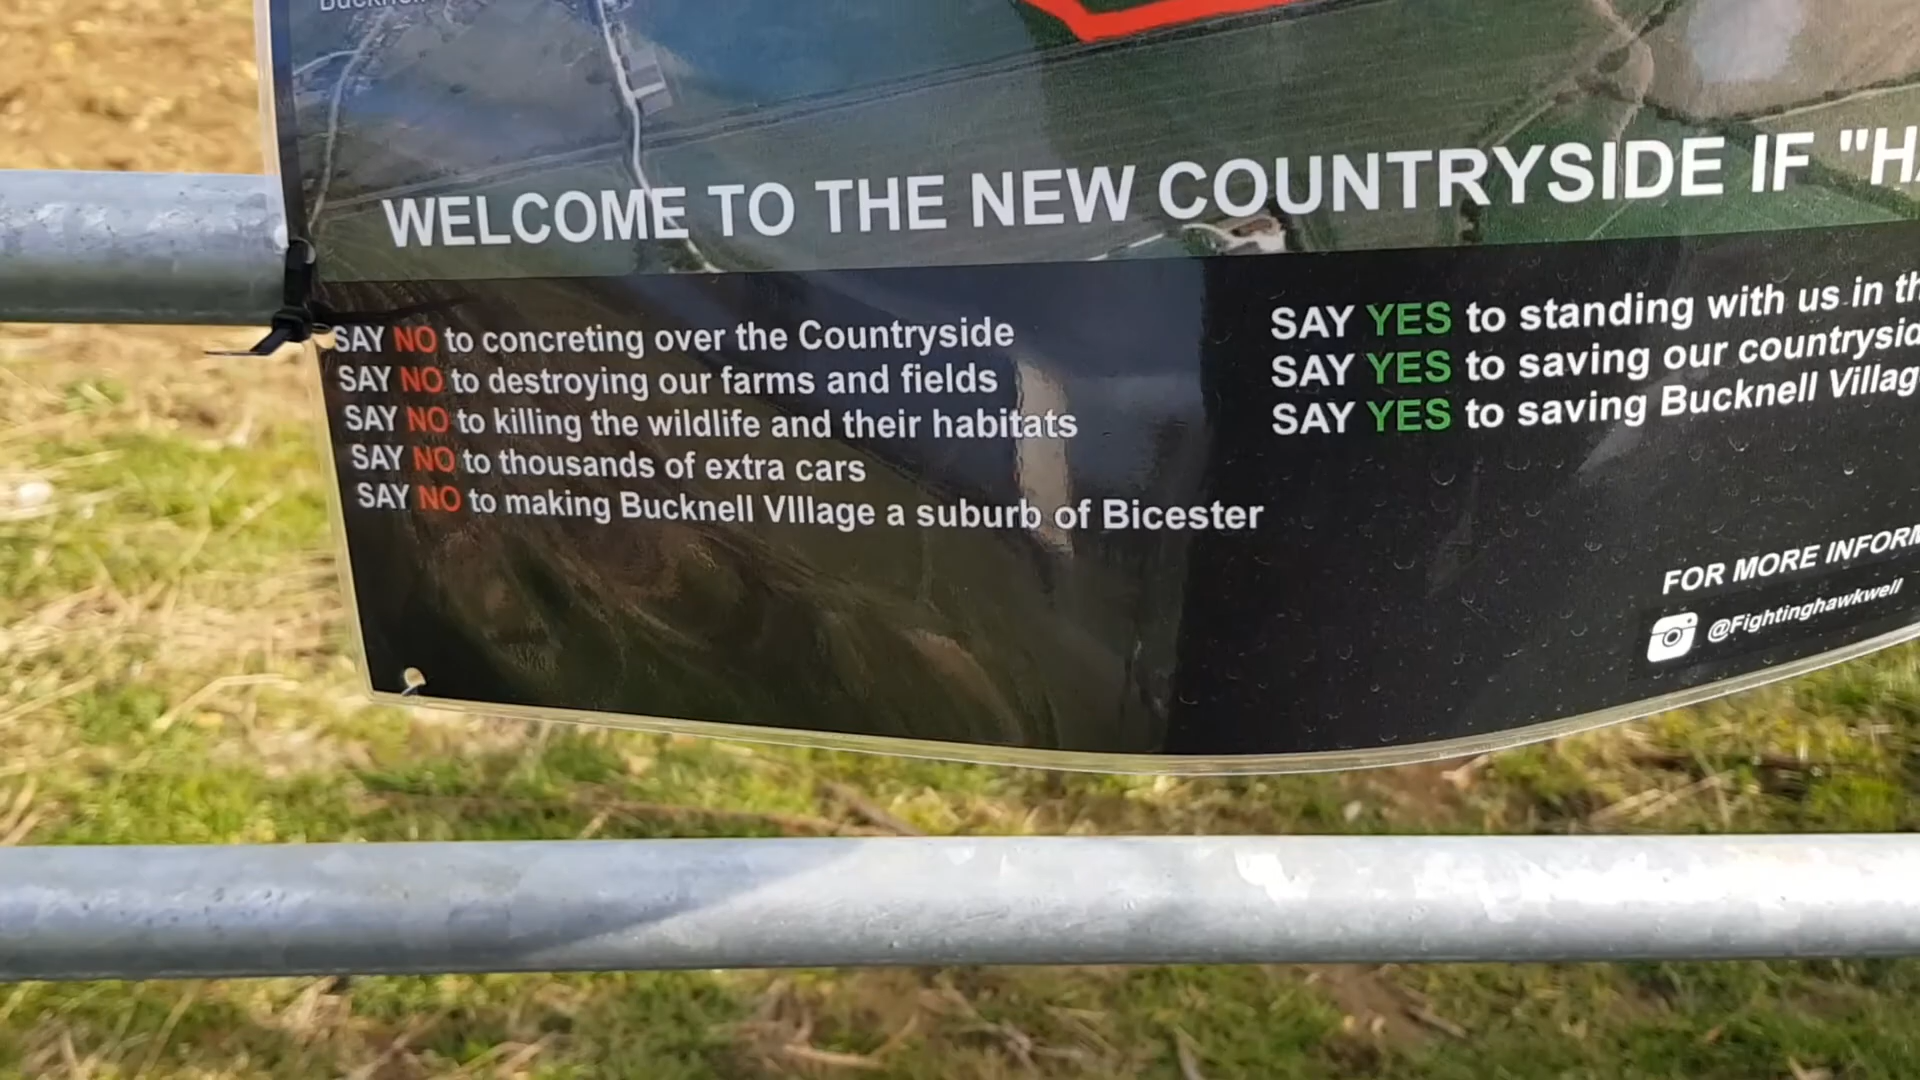 Bucknell
WELCOME TO THE NEW COUNTRYSIDE IF "HA
SAY NO to concreting over the Countryside
SAY NO to destroying our farms and fields
SAY NO to killing the wildlife and their habitats
SAY NO to thousands of extra cars
SAY NO to making Bucknell VIllage a suburb of Bicester
SAY YES to standing with us in th
SAY YES to saving our countrysid
SAY YES to saving Bucknell Villag
FOR MORE INFORM
@Fightinghawkwell